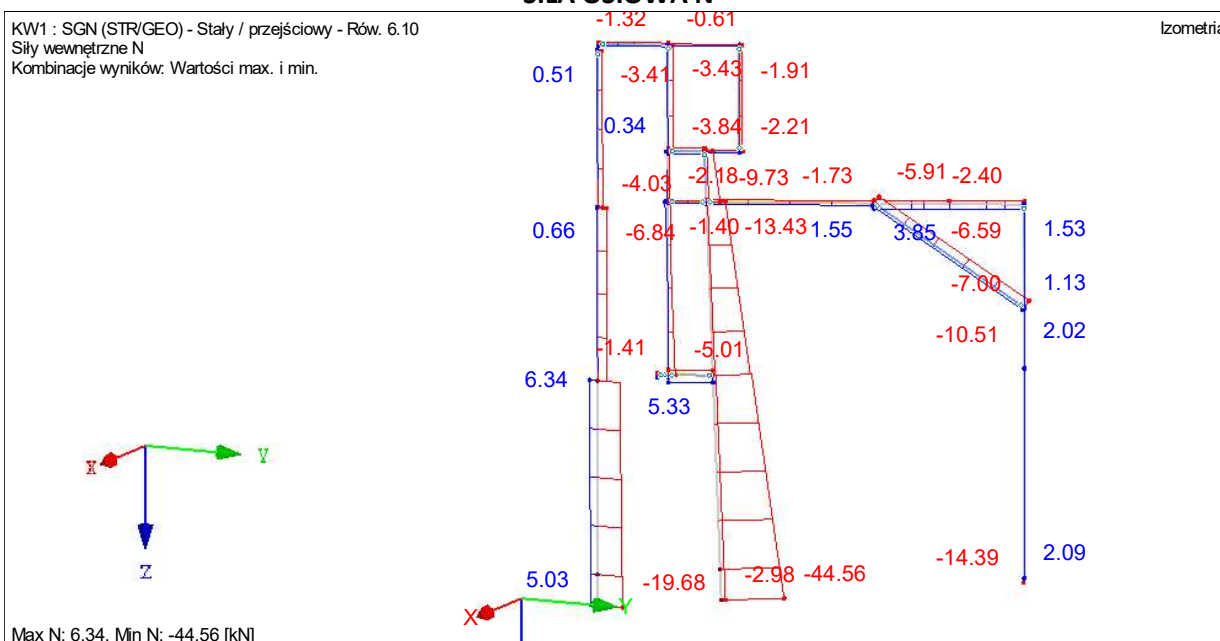 SIŁA OSIOWA N
KW1 : SGN (STR/GEO) - Stały / przejściowy - Rów. 6.10
Siły wewnętrzne N
Kombinacje wyników: Wartości max. i min.
Izometria
-1.32 -0.61
0.51 -3.41 -3.43 -1.91
0.34 -3.84 -2.21
-4.03 -2.18 -9.73 -1.73 -5.91 -2.40
0.66 -6.84 -1.40 -13.43 1.55 3.85 -6.59 1.53
-7.00 1.13
-10.51 2.02
-1.41 -5.01
6.34
5.33
X Y
Z
-14.39 2.09
5.03 -19.68 -2.98 -44.56
X Y
Max N: 6.34, Min N: -44.56 [kN]